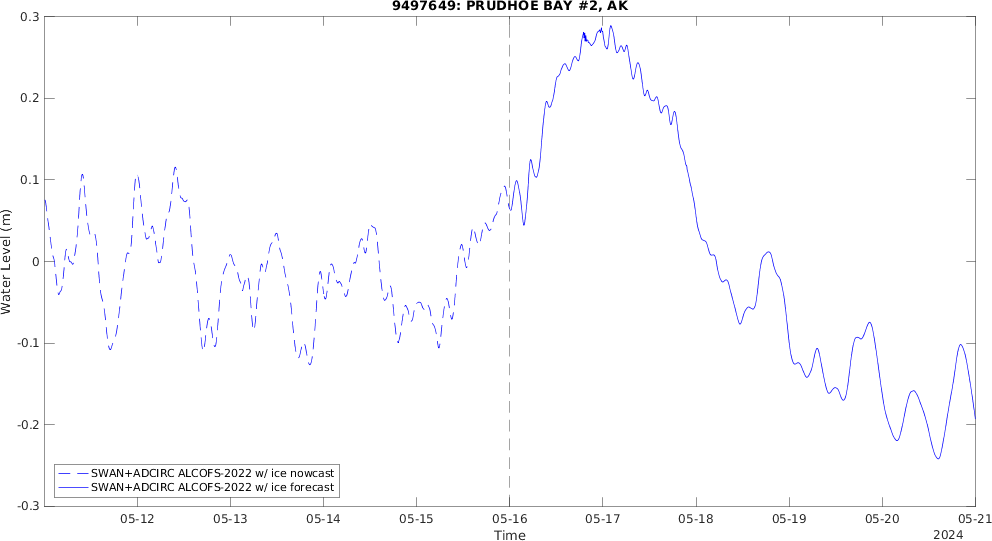 9497649: PRUDHOE BAY #2, AK
0.3
0.2
0.1
0
-0.1
-0.2
-0.3
Water Level (m)
SWAN+ADCIRC ALCOFS-2022 w/ ice nowcast
SWAN+ADCIRC ALCOFS-2022 w/ ice forecast
05-12 05-13 05-14 05-15 05-16 05-17 05-18 05-19 05-20 05-21
Time
2024